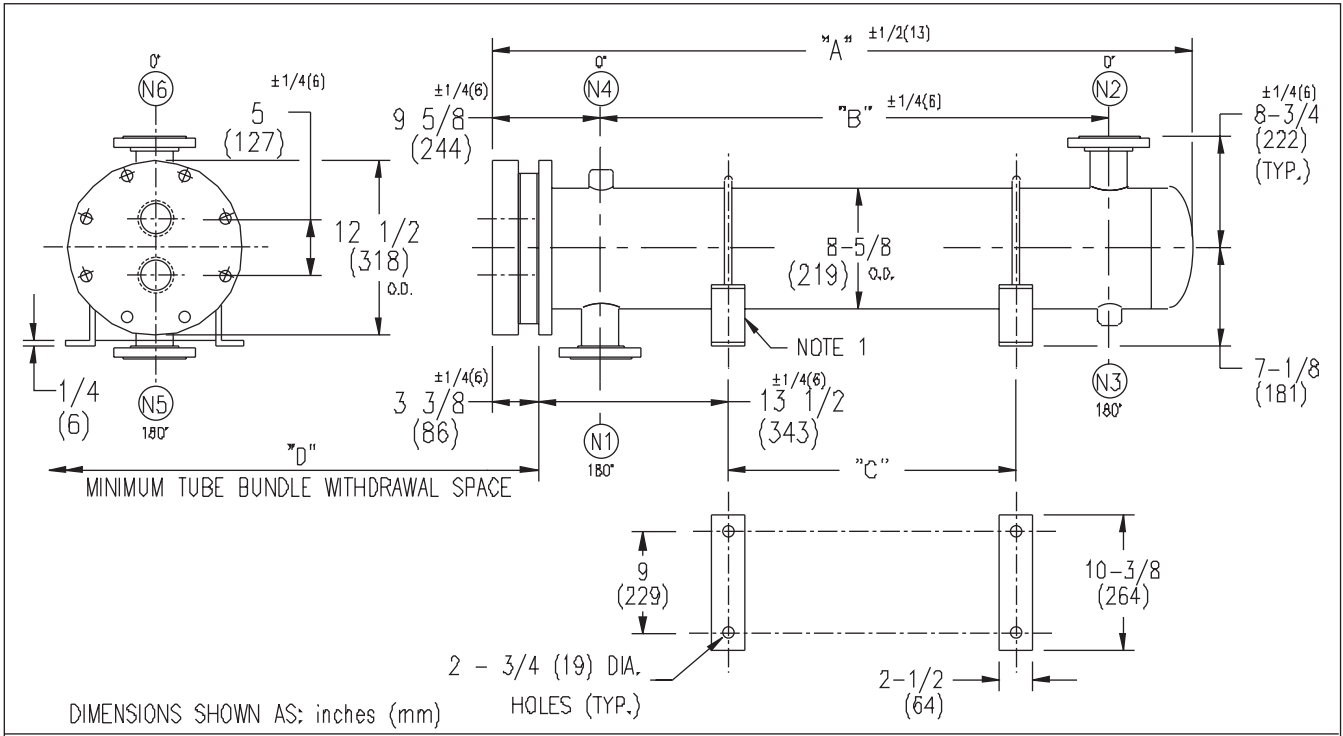 "A" ±1/2(13)
0°
N6
±1/4(6)
5
(127)
±1/4(6)
9 5/8
(244)
0°
N4
"B" ±1/4(6)
0°
N2
±1/4(6)
8-3/4
(222)
(TYP.)
12 1/2
(318)
O.D.
8-5/8
(219) O.D.
1/4
(6)
N5
180°
NOTE 1
±1/4(6)
3 3/8
(86)
N1
180°
±1/4(6)
13 1/2
(343)
N3
180°
7-1/8
(181)
"D"
MINIMUM TUBE BUNDLE WITHDRAWAL SPACE
"C"
9
(229)
10-3/8
(264)
2 - 3/4 (19) DIA.
HOLES (TYP.)
2-1/2
(64)
DIMENSIONS SHOWN AS: inches (mm)